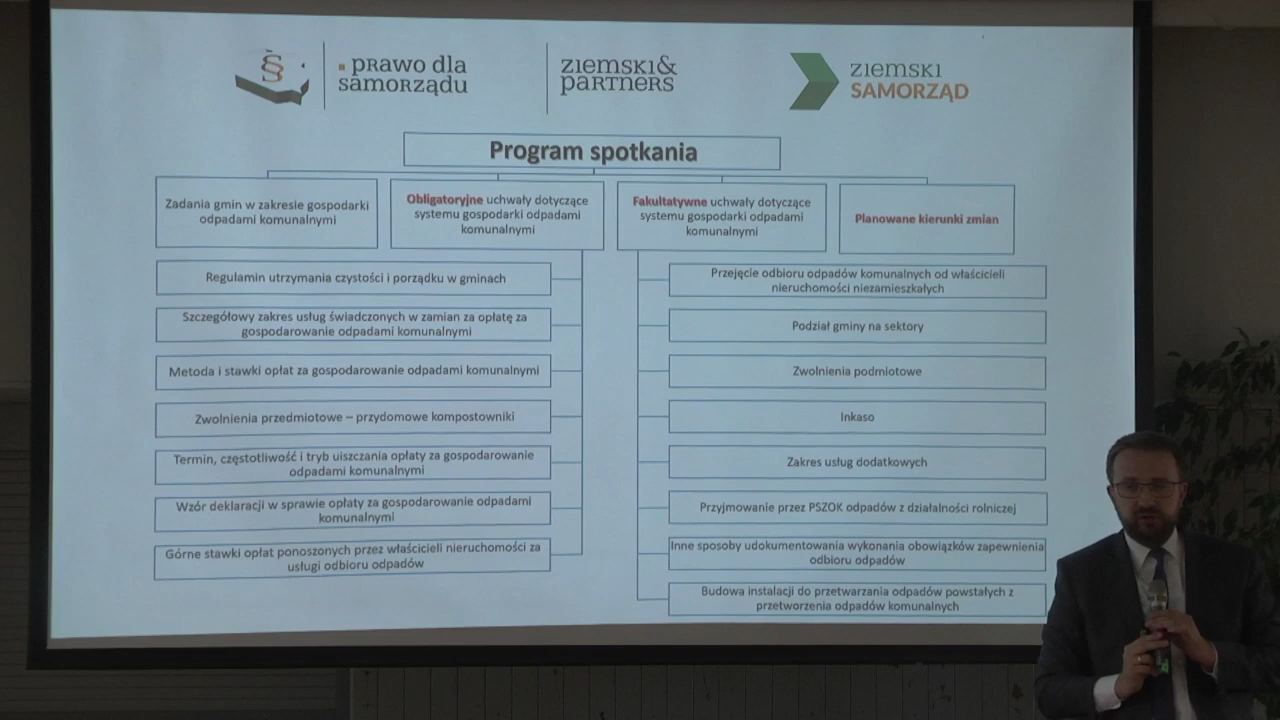 §
prawo dla
samorządu
ziemski&
partners
ziemski
SAMORZĄD
Program spotkania
Zadania gmin w zakresie gospodarki
odpadami komunalnymi
Obligatoryjne uchwały dotyczące
systemu gospodarki odpadami
komunalnymi
Fakultatywne uchwały dotyczące
systemu gospodarki odpadami
komunalnymi
Planowane kierunki zmian
Regulamin utrzymania czystości i porządku w gminach
Szczegółowy zakres usług świadczonych w zamian za opłatę za
gospodarowanie odpadami komunalnymi
Metoda i stawki opłat za gospodarowanie odpadami komunalnymi
Zwolnienia przedmiotowe – przydomowe kompostowniki
Termin, częstotliwość i tryb uiszczania opłaty za gospodarowanie
odpadami komunalnymi
Wzór deklaracji w sprawie opłaty za gospodarowanie odpadami
komunalnymi
Górne stawki opłat ponoszonych przez właścicieli nieruchomości za
usługi odbioru odpadów
Przejęcie odbioru odpadów komunalnych od właścicieli
nieruchomości niezamieszkałych
Podział gminy na sektory
Zwolnienia podmiotowe
Inkaso
Zakres usług dodatkowych
Przyjmowanie przez PSZOK odpadów z działalności rolniczej
Inne sposoby udokumentowania wykonania obowiązków zapewnienia
odbioru odpadów
Budowa instalacji do przetwarzania odpadów powstałych z
przetworzenia odpadów komunalnych